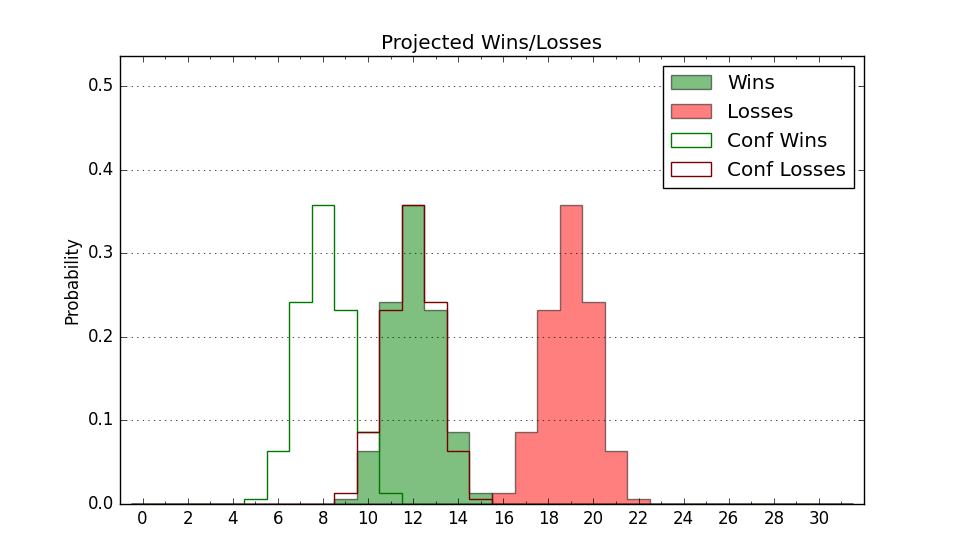 Projected Wins/Losses
Wins
Losses
Conf Wins
Conf Losses
Probability
0.5
0.4
0.3
0.2
0.1
0.0
0 2 4 6 8 10 12 14 16 18 20 22 24 26 28 30